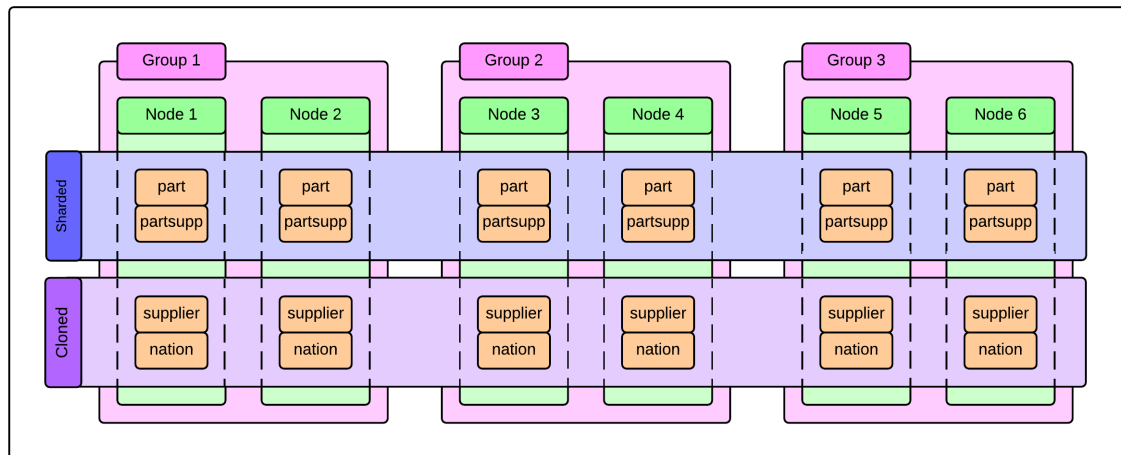 Group 1
Group 2
Group 3
Node 1
Node 2
Node 3
Node 4
Node 5
Node 6
Sharded
part
part
part
part
part
part
partsupp
partsupp
partsupp
partsupp
partsupp
partsupp
Cloned
supplier
supplier
supplier
supplier
supplier
supplier
nation
nation
nation
nation
nation
nation